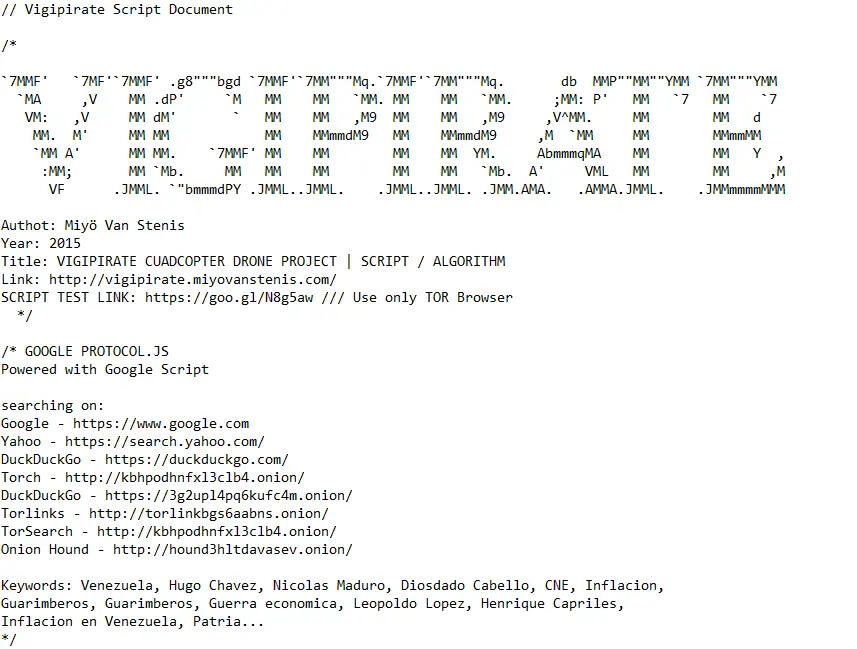 // Vigipirate Script Document
/*
`7MMF'   `7MF'`7MMF' .g8"""bgd `7MMF'`7MM"""Mq.`7MMF'`7MM"""Mq.       db  MMP""MM""YMM `7MM"""YMM
  `MA     ,V    MM .dP'     `M   MM    MM   `MM. MM    MM   `MM.     ;MM: P'   MM   `7   MM    `7
   VM:   ,V     MM dM'       `   MM    MM   ,M9  MM    MM   ,M9     ,V^MM.     MM        MM   d
    MM.  M'     MM MM            MM    MMmmdM9   MM    MMmmdM9     ,M  `MM     MM        MMmmMM
    `MM A'      MM MM.    `7MMF' MM    MM        MM    MM  YM.     AbmmmqMA    MM        MM   Y  ,
     :MM;       MM `Mb.     MM   MM    MM        MM    MM   `Mb.  A'     VML   MM        MM     ,M
      VF      .JMML. `"bmmmdPY .JMML..JMML.    .JMML..JMML. .JMM.AMA.   .AMMA.JMML.    .JMMmmmmMMM
Authot: Miyö Van Stenis
Year: 2015
Title: VIGIPIRATE CUADCOPTER DRONE PROJECT | SCRIPT / ALGORITHM
Link: http://vigipirate.miyovanstenis.com/
SCRIPT TEST LINK: https://goo.gl/N8g5aw /// Use only TOR Browser
*/
/* GOOGLE PROTOCOL.JS
Powered with Google Script
searching on:
Google - https://www.google.com
Yahoo - https://search.yahoo.com/
DuckDuckGo - https://duckduckgo.com/
Torch - http://kbhpodhnfxl3clb4.onion/
DuckDuckGo - https://3g2upl4pq6kufc4m.onion/
Torlinks - http://torlinkbgs6aabns.onion/
TorSearch - http://kbhpodhnfxl3clb4.onion/
Onion Hound - http://hound3hltdavasev.onion/
Keywords: Venezuela, Hugo Chavez, Nicolas Maduro, Diosdado Cabello, CNE, Inflacion,
Guarimberos, Guarimberos, Guerra economica, Leopoldo Lopez, Henrique Capriles,
Inflacion en Venezuela, Patria...
*/